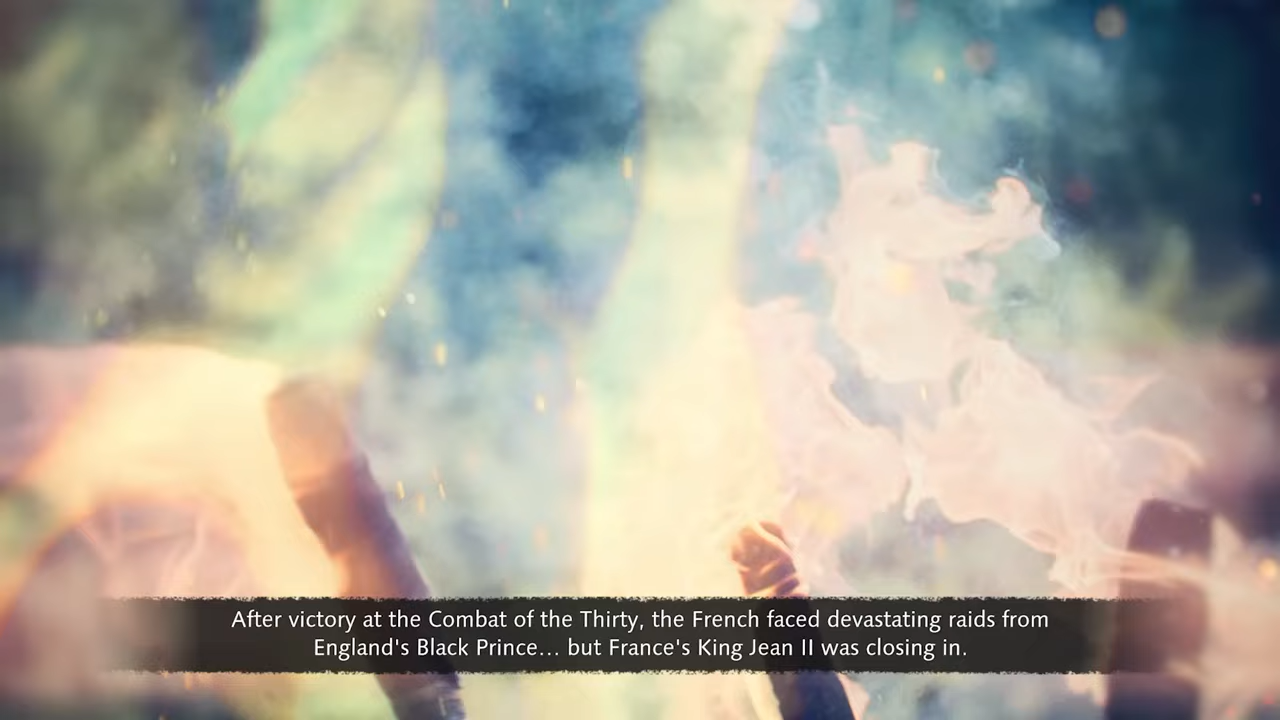 After victory at the Combat of the Thirty, the French faced devastating raids from
England's Black Prince... but France's King Jean II was closing in.